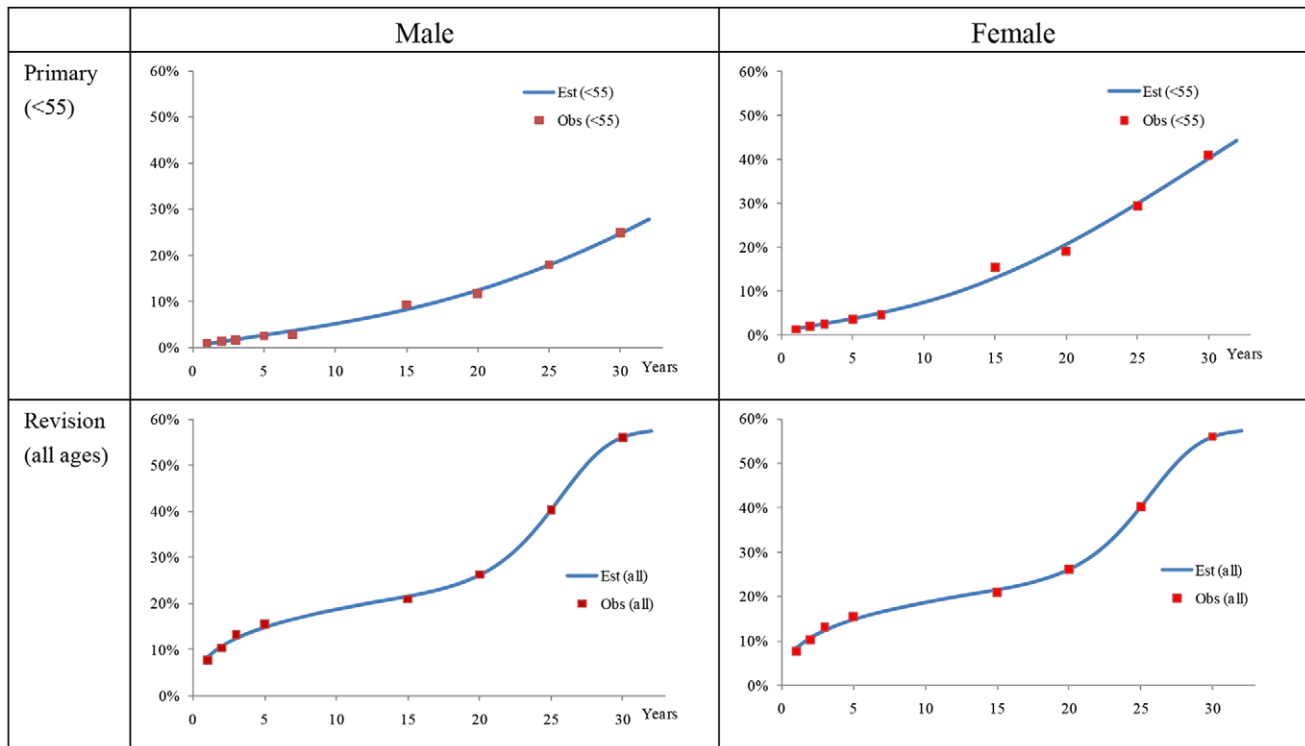 Male
Female
Primary
(<55)
60%
50%
40%
30%
20%
10%
0%
Est (<55)
Obs (<55)
0 5 10 15 20 25 30 Years
60%
50%
40%
30%
20%
10%
0%
Est (<55)
Obs (<55)
0 5 10 15 20 25 30 Years
Revision
(all ages)
60%
50%
40%
30%
20%
10%
0%
Est (all)
Obs (all)
0 5 10 15 20 25 30 Years
60%
50%
40%
30%
20%
10%
0%
Est (all)
Obs (all)
0 5 10 15 20 25 30